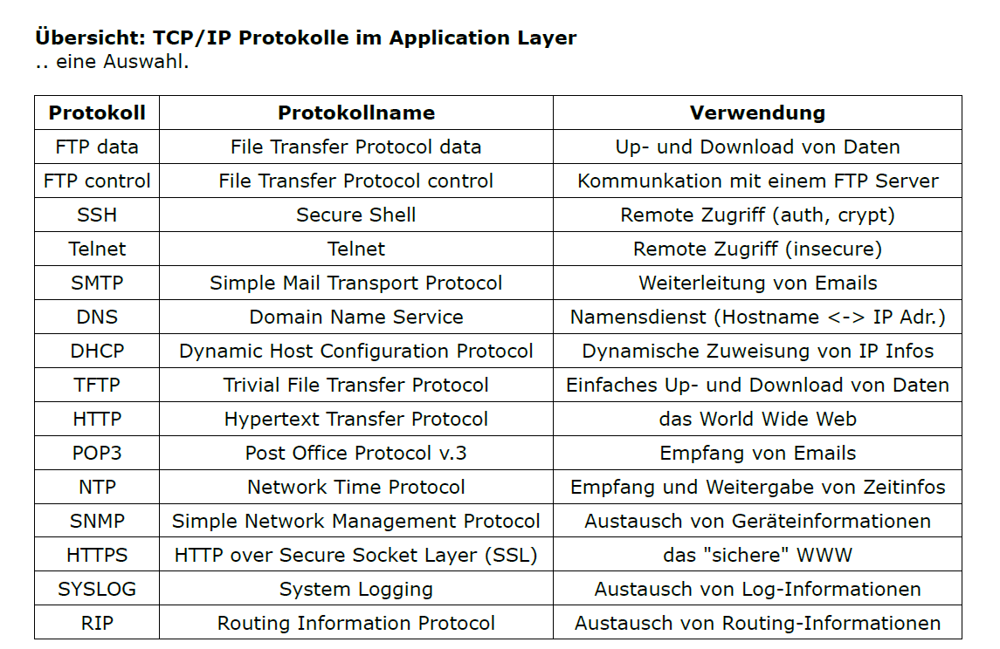 Übersicht: TCP/IP Protokolle im Application Layer
.. eine Auswahl.
Protokoll Protokollname Verwendung
FTP data File Transfer Protocol data Up- und Download von Daten
FTP control File Transfer Protocol control Kommunkation mit einem FTP Server
SSH Secure Shell Remote Zugriff (auth, crypt)
Telnet Telnet Remote Zugriff (insecure)
SMTP Simple Mail Transport Protocol Weiterleitung von Emails
DNS Domain Name Service Namensdienst (Hostname <-> IP Adr.)
DHCP Dynamic Host Configuration Protocol Dynamische Zuweisung von IP Infos
TFTP Trivial File Transfer Protocol Einfaches Up- und Download von Daten
HTTP Hypertext Transfer Protocol das World Wide Web
POP3 Post Office Protocol v.3 Empfang von Emails
NTP Network Time Protocol Empfang und Weitergabe von Zeitinfos
SNMP Simple Network Management Protocol Austausch von Geräteinformationen
HTTPS HTTP over Secure Socket Layer (SSL) das "sichere" WWW
SYSLOG System Logging Austausch von Log-Informationen
RIP Routing Information Protocol Austausch von Routing-Informationen